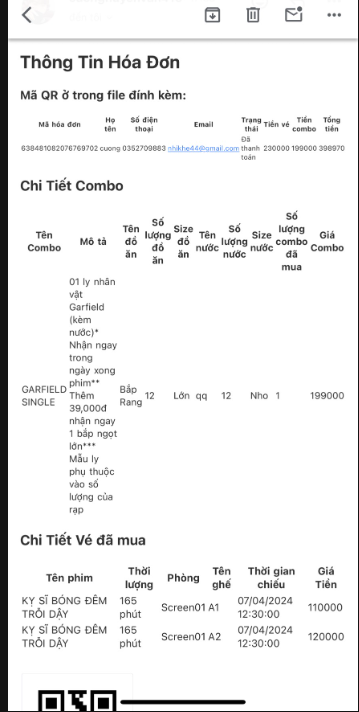 Thông Tin Hóa Đơn
Mã QR ở trong file đính kèm:
Mã hóa đơn Họ tên Số điện thoại Email Trạng thái Tiền vé Tiền combo Tổng tiền
638481082076769702 cuong 0352709883 nhikhe44@gmail.com Đã thanh toán 230000 199000 398970
Chi Tiết Combo
Tên Combo Mô tả Tên đồ ăn Số lượng đồ ăn Size đồ ăn Tên nước Số lượng nước Size nước Số lượng combo đã mua Giá Combo
GARFIELD SINGLE
01 ly nhân
vật
Garfield
(kèm
nước)*
Nhận ngay
trong
ngày xong
phim**
Thêm
39,000đ
nhận ngay
1 bắp ngọt
lớn***
Mẫu ly
phụ thuộc
vào số
lượng của
rạp
Bắp Rang 12 Lớn qq 12 Nho 1 199000
Chi Tiết Vé đã mua
Tên phim Thời lượng Phòng Tên ghế Thời gian chiếu Giá Tiền
KỴ SĨ BÓNG ĐÊM TRỖI DẬY 165 phút Screen01 A1 07/04/2024 12:30:00 110000
KỴ SĨ BÓNG ĐÊM TRỖI DẬY 165 phút Screen01 A2 07/04/2024 12:30:00 120000